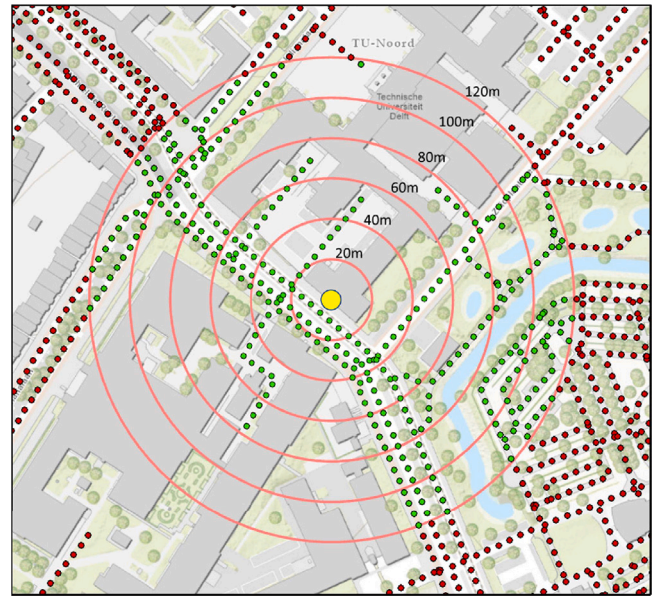 TU-Noord
Technische
Universiteit
Delft
120m
100m
80m
60m
40m
20m